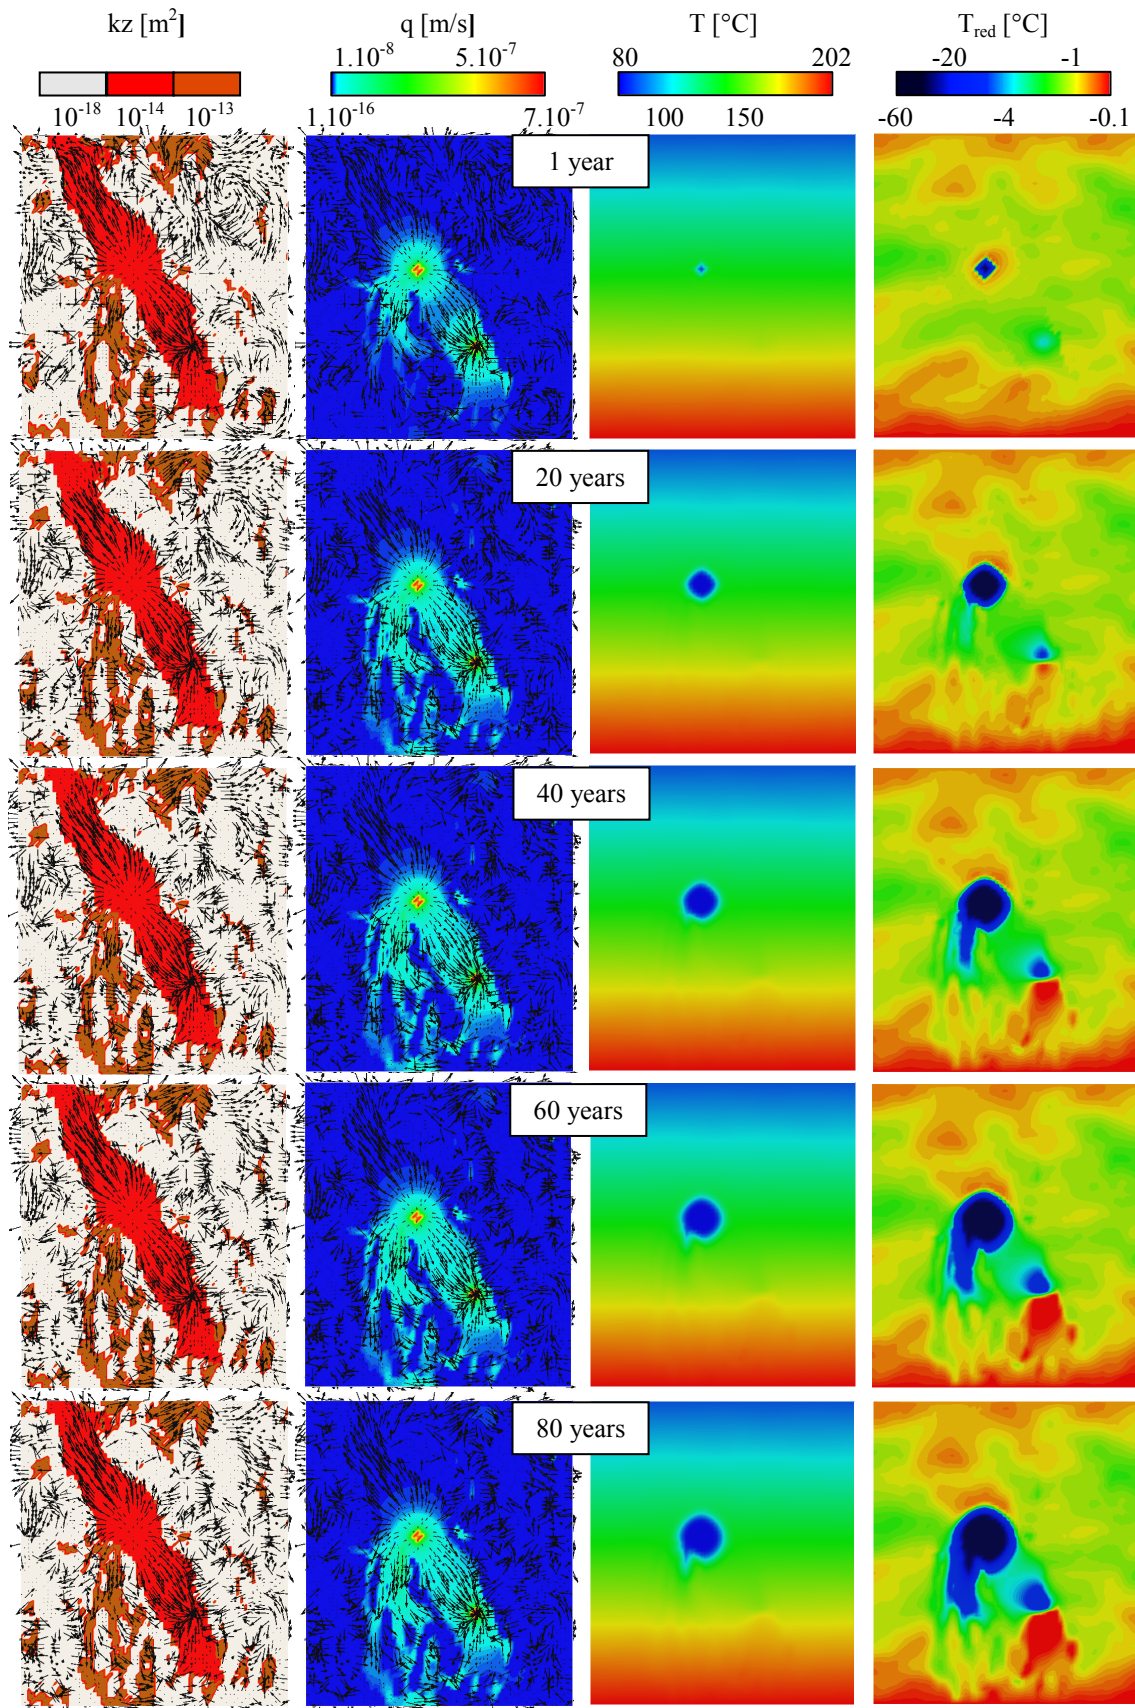 kz [m²] q [m/s] T [°C] T_red [°C]
1.10⁻⁸ 5.10⁻⁷ 80 202 -20 -1
10⁻¹⁸ 10⁻¹⁴ 10⁻¹³ 1.10⁻¹⁶ 7.10⁻⁷ 100 150 -60 -4 -0.1
1 year
20 years
40 years
60 years
80 years